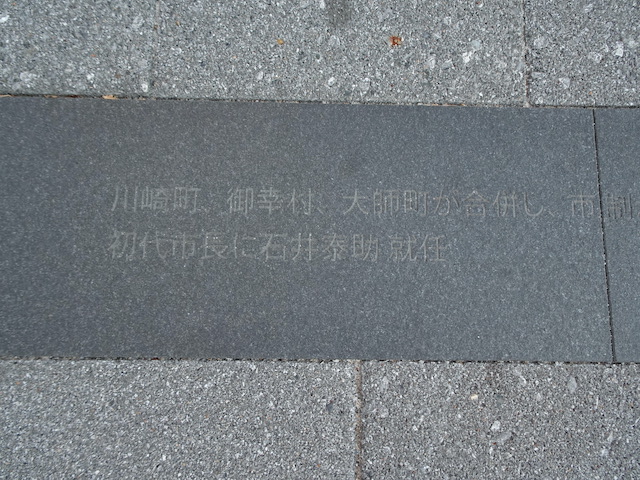 川崎町、御幸村、大師町が合併し、市制
初代市長に石井泰助 就任